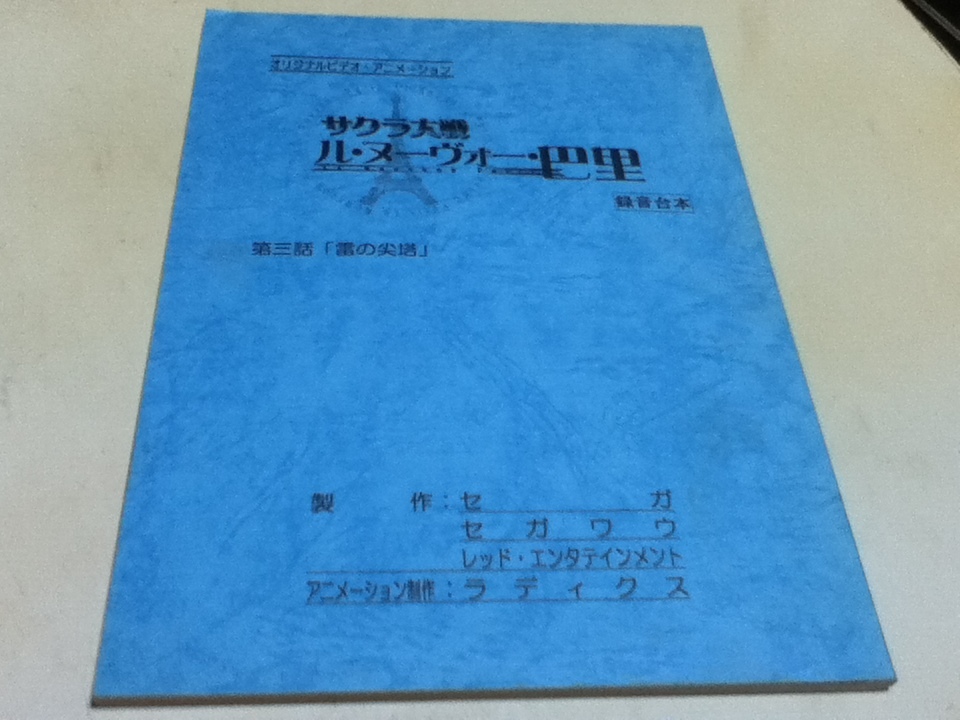 オリジナルビデオ・アニメーション
サクラ大戦
ル・ヌーヴォー・巴里
録音台本
第三話「雷の尖塔」
製作：セガ
セガワウ
レッド・エンタテインメント
アニメーション制作：ラディクス